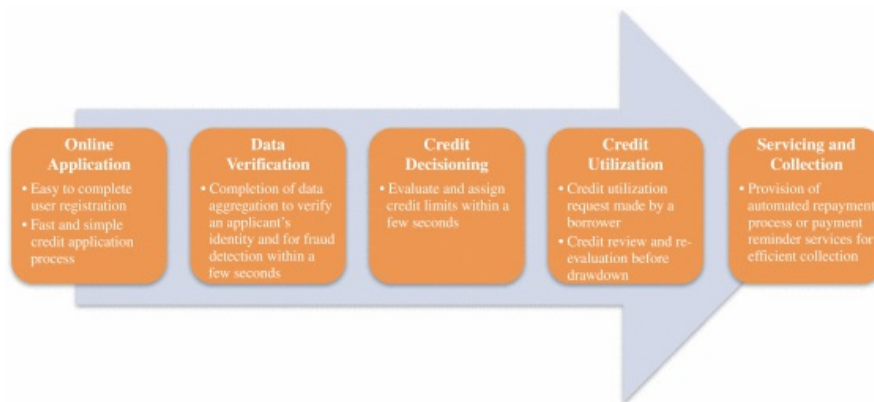 Online
Application
• Easy to complete
user registration
• Fast and simple
credit application
process
Data
Verification
• Completion of data
aggregation to verify
an applicant's
identity and for fraud
detection within a
few seconds
Credit
Decisioning
• Evaluate and assign
credit limits within a
few seconds
Credit
Utilization
• Credit utilization
request made by a
borrower
• Credit review and re-
evaluation before
drawdown
Servicing and
Collection
• Provision of
automated repayment
process or payment
reminder services for
efficient collection